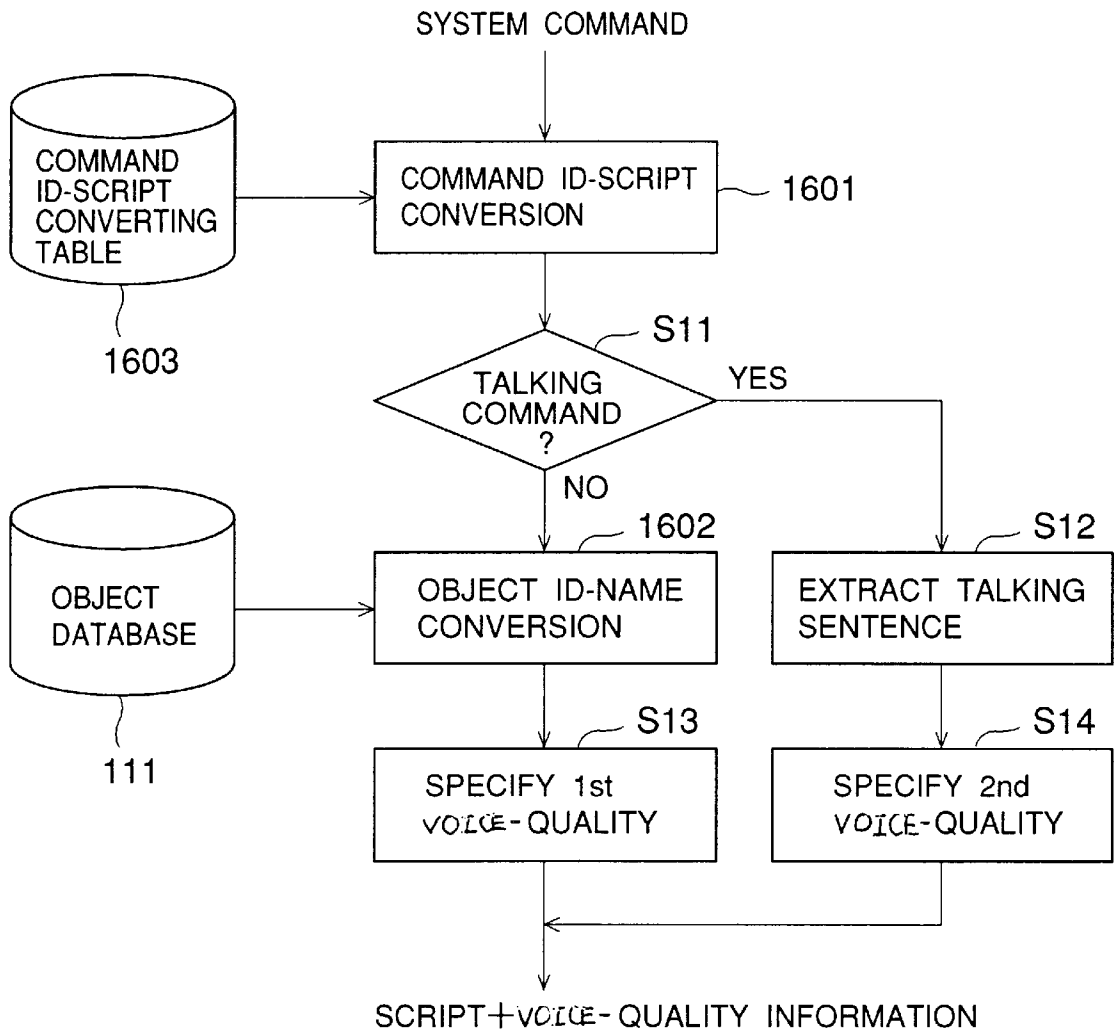 SYSTEM COMMAND
COMMAND
ID-SCRIPT
CONVERTING
TABLE
1603
COMMAND ID-SCRIPT
CONVERSION
1601
S11
TALKING
COMMAND
?
YES
NO
OBJECT
DATABASE
111
1602
OBJECT ID-NAME
CONVERSION
S12
EXTRACT TALKING
SENTENCE
S13
SPECIFY 1st
VOICE-QUALITY
S14
SPECIFY 2nd
VOICE-QUALITY
SCRIPT+VOICE-QUALITY INFORMATION